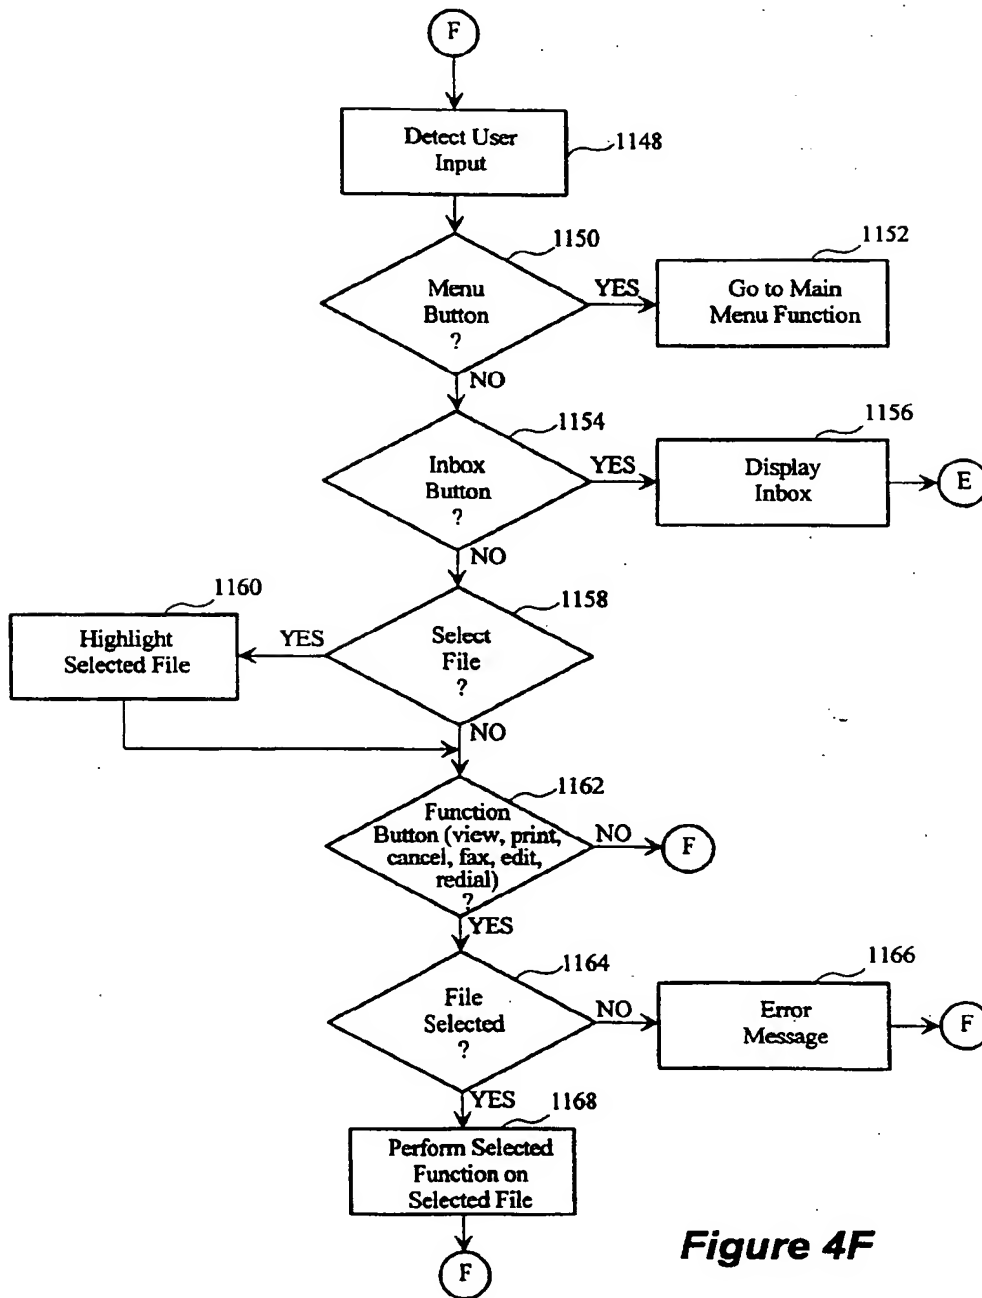 F
Detect User
Input
1148
1150
Menu
Button
?
YES
1152
Go to Main
Menu Function
NO
1154
Inbox
Button
?
YES
1156
Display
Inbox
E
NO
1158
Select
File
?
YES
1160
Highlight
Selected File
NO
1162
Function
Button (view, print,
cancel, fax, edit,
redial)
?
NO
F
YES
1164
File
Selected
?
NO
1166
Error
Message
F
YES
1168
Perform Selected
Function on
Selected File
F
Figure 4F